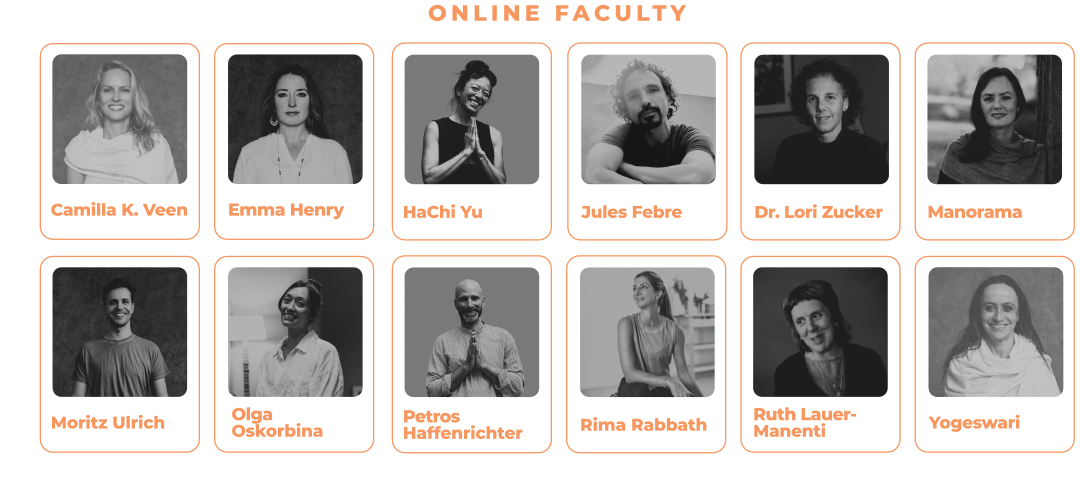 ONLINE FACULTY
Camilla K. Veen
Emma Henry
HaChi Yu
Jules Febre
Dr. Lori Zucker
Manorama
Moritz Ulrich
Olga
Oskorbina
Petros
Haffenrichter
Rima Rabbath
Ruth Lauer-
Manenti
Yogeswari